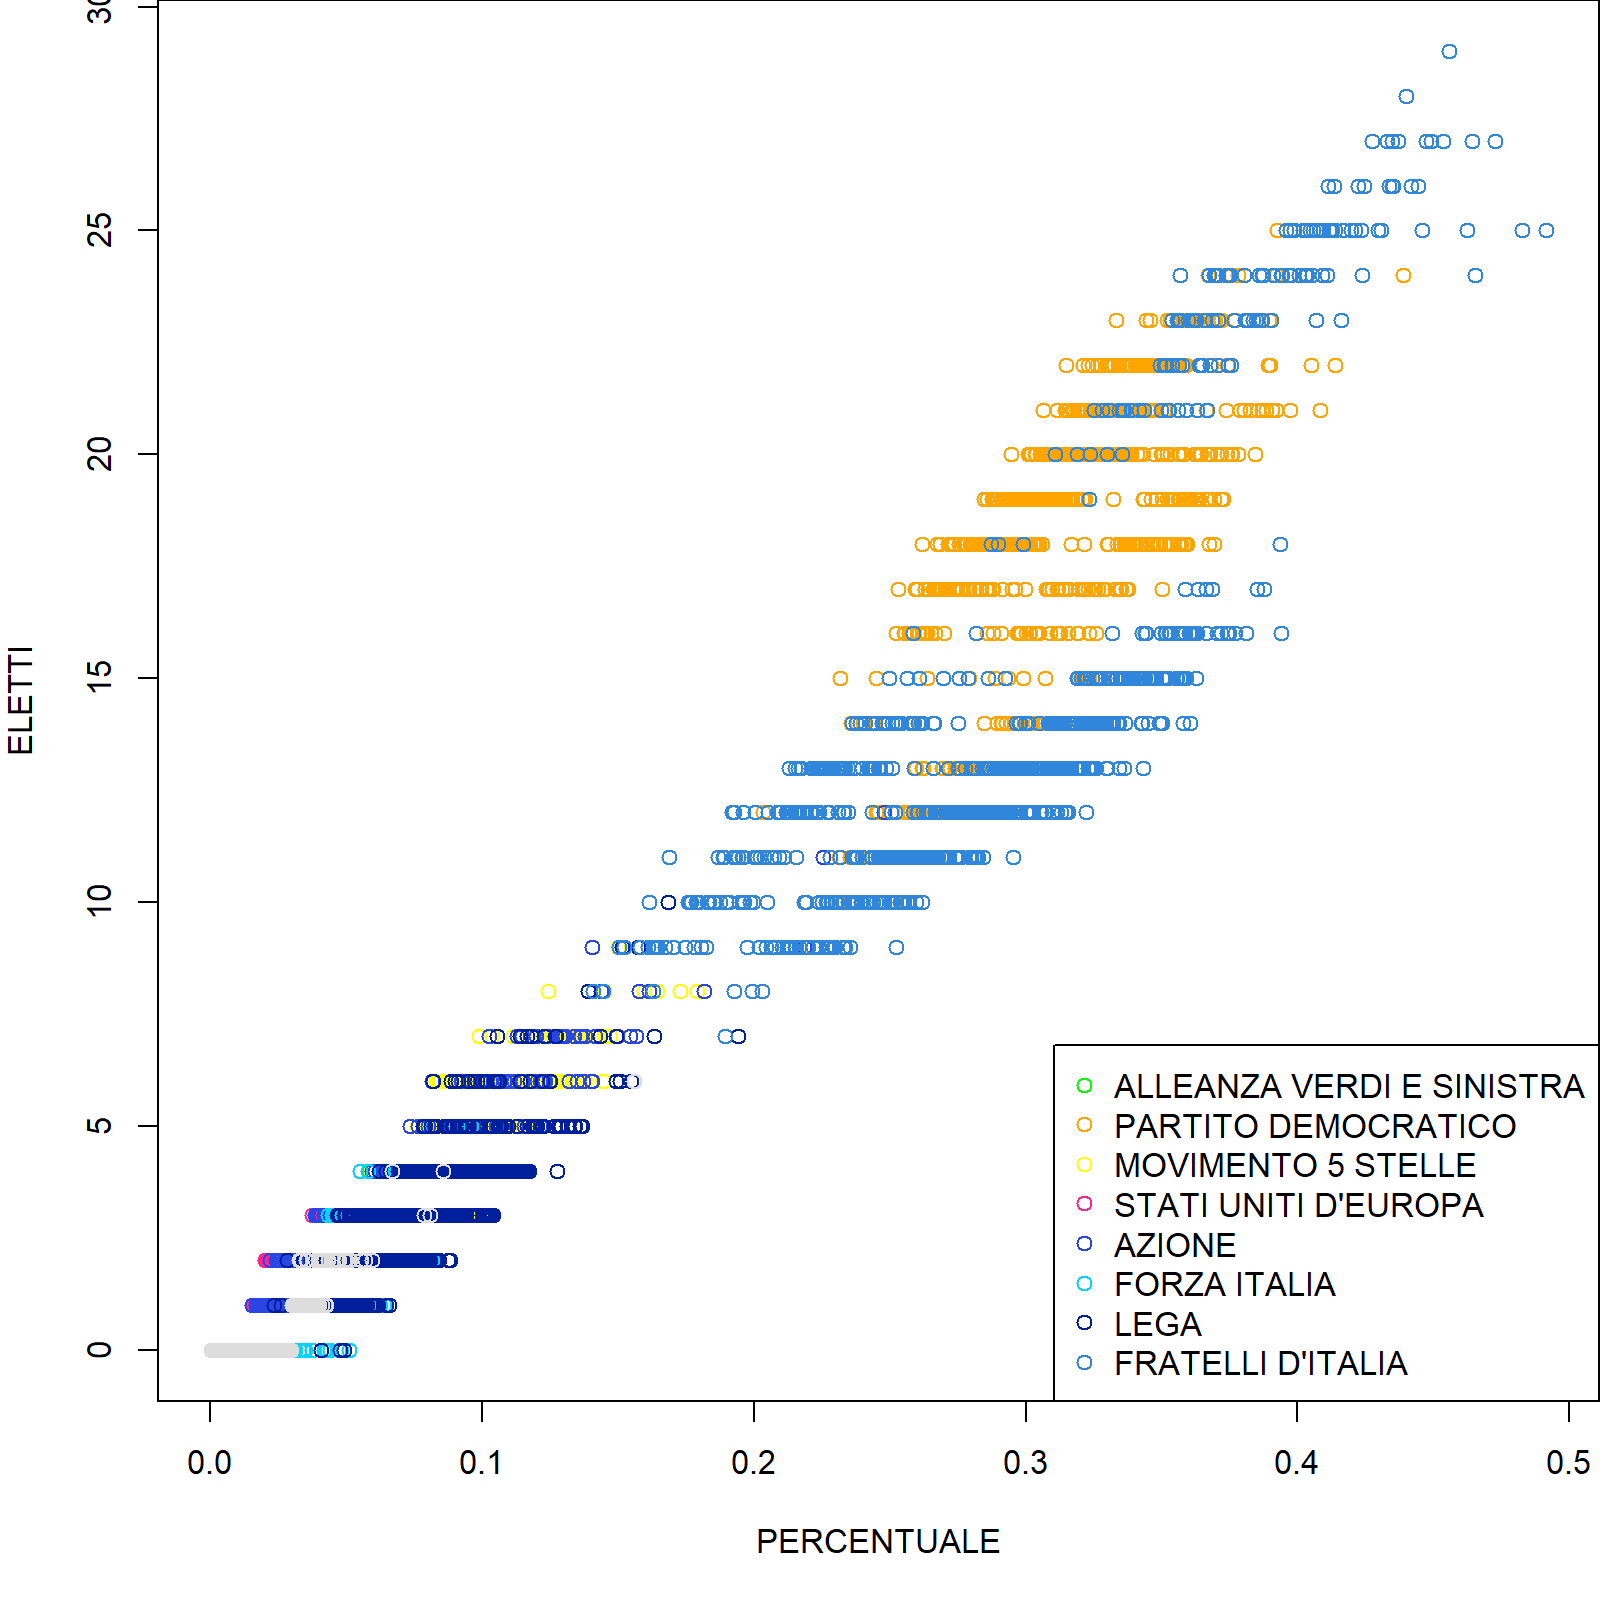 ELETTI
30
25
20
15
10
5
0
0.0 0.1 0.2 0.3 0.4 0.5
PERCENTUALE
ALLEANZA VERDI E SINISTRA
PARTITO DEMOCRATICO
MOVIMENTO 5 STELLE
STATI UNITI D'EUROPA
AZIONE
FORZA ITALIA
LEGA
FRATELLI D'ITALIA